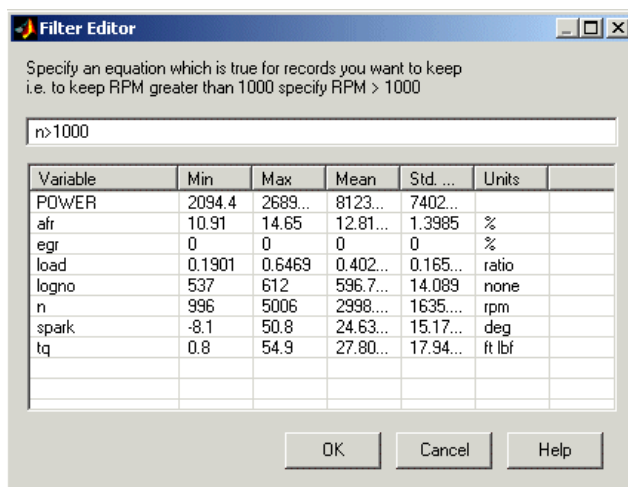 Filter Editor
Specify an equation which is true for records you want to keep
i.e. to keep RPM greater than 1000 specify RPM > 1000
n>1000
Variable Min Max Mean Std. ... Units
POWER 2094.4 2689... 8123... 7402...
afr 10.91 14.65 12.81... 1.3985 %
egr 0 0 0 0 %
load 0.1901 0.6469 0.402... 0.165... ratio
logno 537 612 596.7... 14.089 none
n 996 5006 2998.... 1635.... rpm
spark -8.1 50.8 24.63... 15.17... deg
tq 0.8 54.9 27.80... 17.94... ft lbf
OK Cancel Help